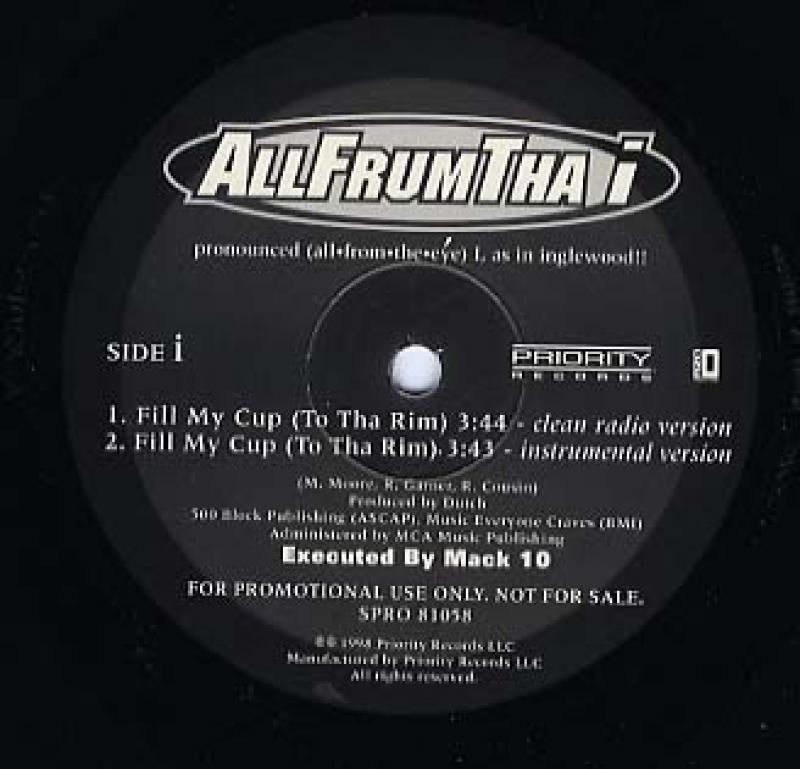 ALLFRUMTHA i
pronounced (all•from•the•eye) I, as in inglewood!!
SIDE i
PRIORITY
RECORDS
1. Fill My Cup (To Tha Rim) 3:44 - clean radio version
2. Fill My Cup (To Tha Rim) 3:43 - instrumental version
(M. Moore, R. Garner, R. Cousin)
Produced by Dutch
500 Block Publishing (ASCAP), Music Everyone Craves (BMI)
Administered by MCA Music Publishing
Executed By Mack 10
FOR PROMOTIONAL USE ONLY. NOT FOR SALE.
SPRO 81058
℗© 1998 Priority Records LLC
Manufactured by Priority Records LLC
All rights reserved.